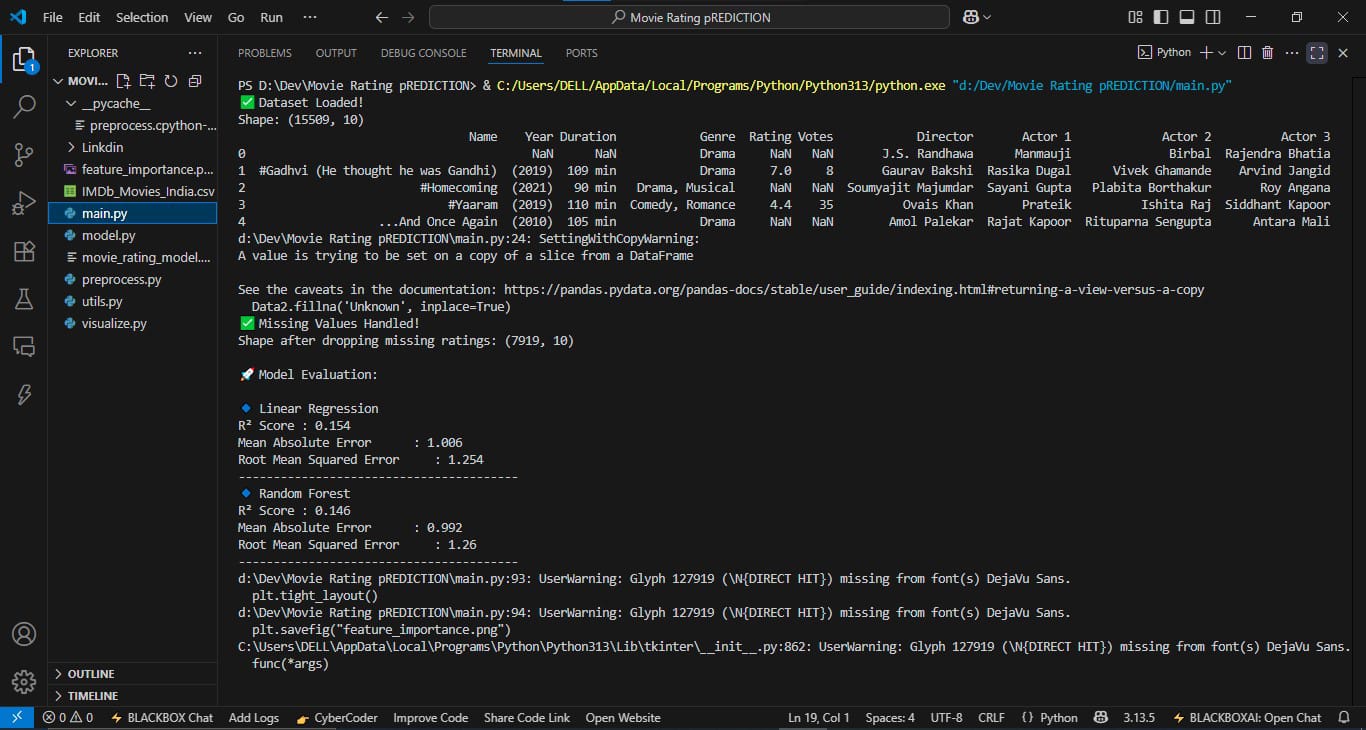 File Edit Selection View Go Run ··· Movie Rating pREDICTION
EXPLORER ···
MOVI...
__pycache__
preprocess.cpython-...
Linkdin
feature_importance.p...
IMDb_Movies_India.csv
main.py
model.py
movie_rating_model....
preprocess.py
utils.py
visualize.py
OUTLINE
TIMELINE
1
PROBLEMS OUTPUT DEBUG CONSOLE TERMINAL PORTS Python ···
PS D:\Dev\Movie Rating pREDICTION> & C:/Users/DELL/AppData/Local/Programs/Python/Python313/python.exe "d:/Dev/Movie Rating pREDICTION/main.py"
✅ Dataset Loaded!
Shape: (15509, 10)
Name Year Duration Genre Rating Votes Director Actor 1 Actor 2 Actor 3
0 NaN NaN Drama NaN NaN J.S. Randhawa Manmauji Birbal Rajendra Bhatia
1 #Gadhvi (He thought he was Gandhi) (2019) 109 min Drama 7.0 8 Gaurav Bakshi Rasika Dugal Vivek Ghamande Arvind Jangid
2 #Homecoming (2021) 90 min Drama, Musical NaN NaN Soumyajit Majumdar Sayani Gupta Plabita Borthakur Roy Angana
3 #Yaaram (2019) 110 min Comedy, Romance 4.4 35 Ovais Khan Prateik Ishita Raj Siddhant Kapoor
4 ...And Once Again (2010) 105 min Drama NaN NaN Amol Palekar Rajat Kapoor Rituparna Sengupta Antara Mali
d:\Dev\Movie Rating pREDICTION\main.py:24: SettingWithCopyWarning:
A value is trying to be set on a copy of a slice from a DataFrame
See the caveats in the documentation: https://pandas.pydata.org/pandas-docs/stable/user_guide/indexing.html#returning-a-view-versus-a-copy
Data2.fillna('Unknown', inplace=True)
✅ Missing Values Handled!
Shape after dropping missing ratings: (7919, 10)
🚀 Model Evaluation:
🔹 Linear Regression
R² Score : 0.154
Mean Absolute Error : 1.006
Root Mean Squared Error : 1.254
----------------------------------------
🔹 Random Forest
R² Score : 0.146
Mean Absolute Error : 0.992
Root Mean Squared Error : 1.26
----------------------------------------
d:\Dev\Movie Rating pREDICTION\main.py:93: UserWarning: Glyph 127919 (\N{DIRECT HIT}) missing from font(s) DejaVu Sans.
plt.tight_layout()
d:\Dev\Movie Rating pREDICTION\main.py:94: UserWarning: Glyph 127919 (\N{DIRECT HIT}) missing from font(s) DejaVu Sans.
plt.savefig("feature_importance.png")
C:\Users\DELL\AppData\Local\Programs\Python\Python313\Lib\tkinter\__init__.py:862: UserWarning: Glyph 127919 (\N{DIRECT HIT}) missing from font(s) DejaVu Sans.
func(*args)
0 0 BLACKBOX Chat Add Logs CyberCoder Improve Code Share Code Link Open Website Ln 19, Col 1 Spaces: 4 UTF-8 CRLF {} Python 3.13.5 BLACKBOXAI: Open Chat